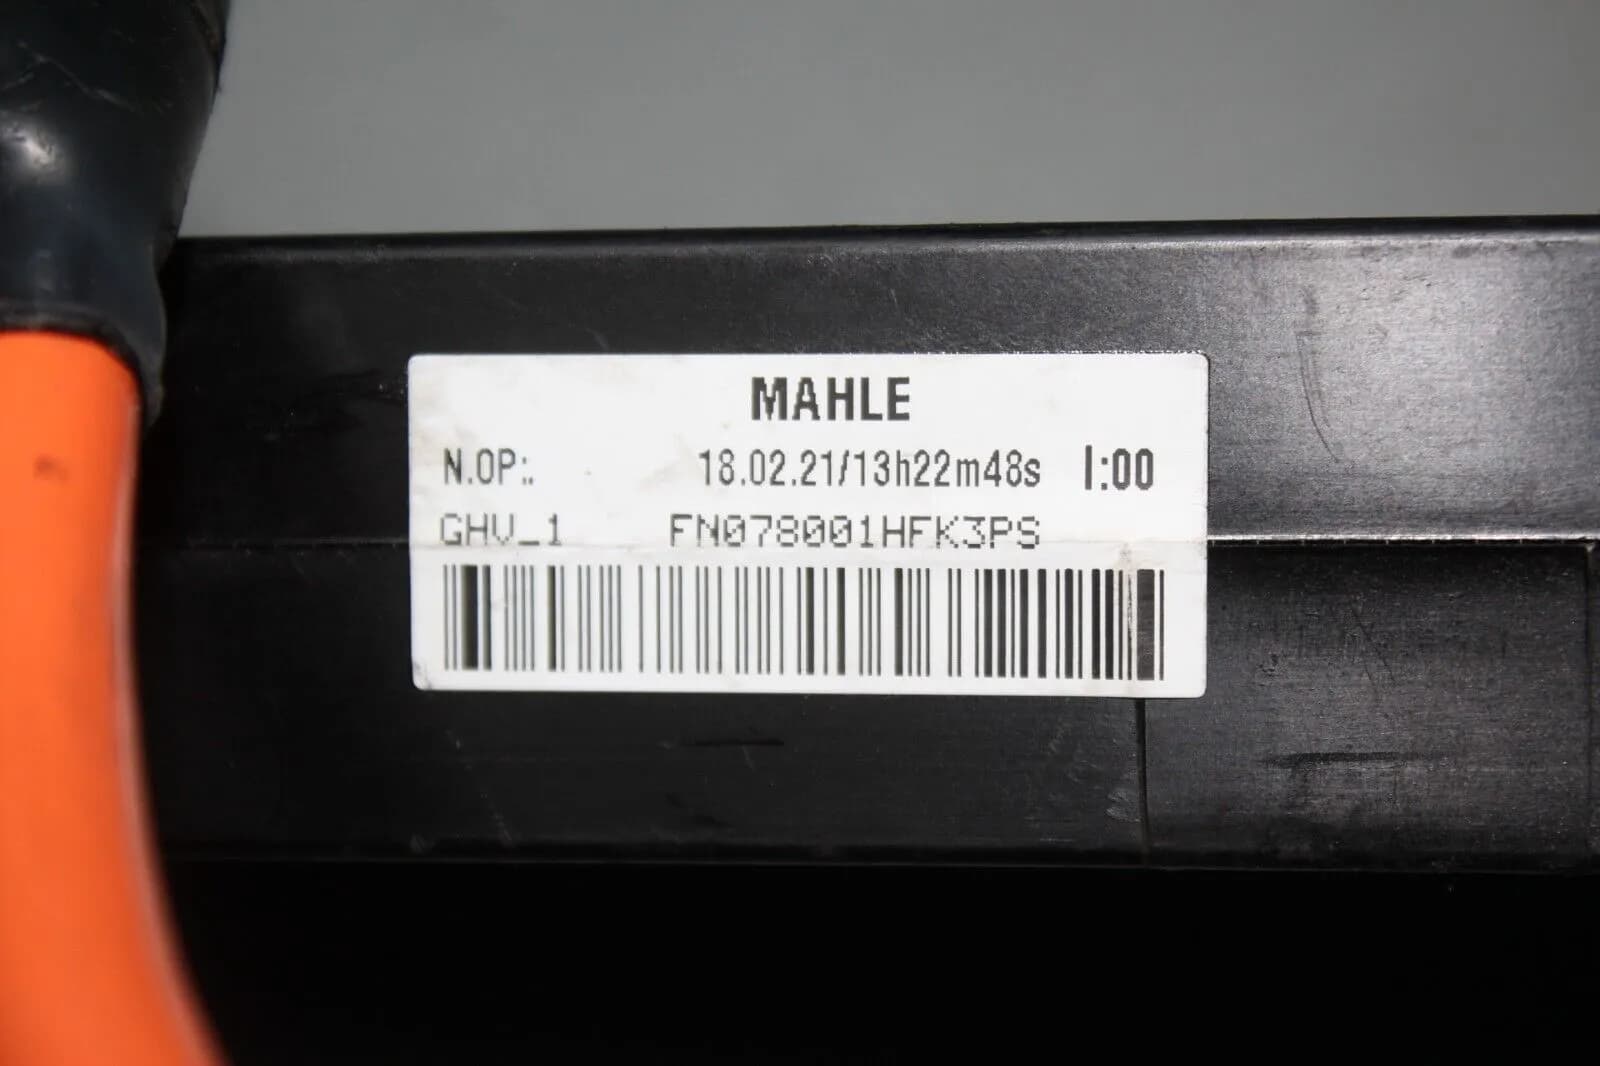 MAHLE
N.OP:. 18.02.21/13h22m48s I:00
GHV_1 FN078001HFK3PS